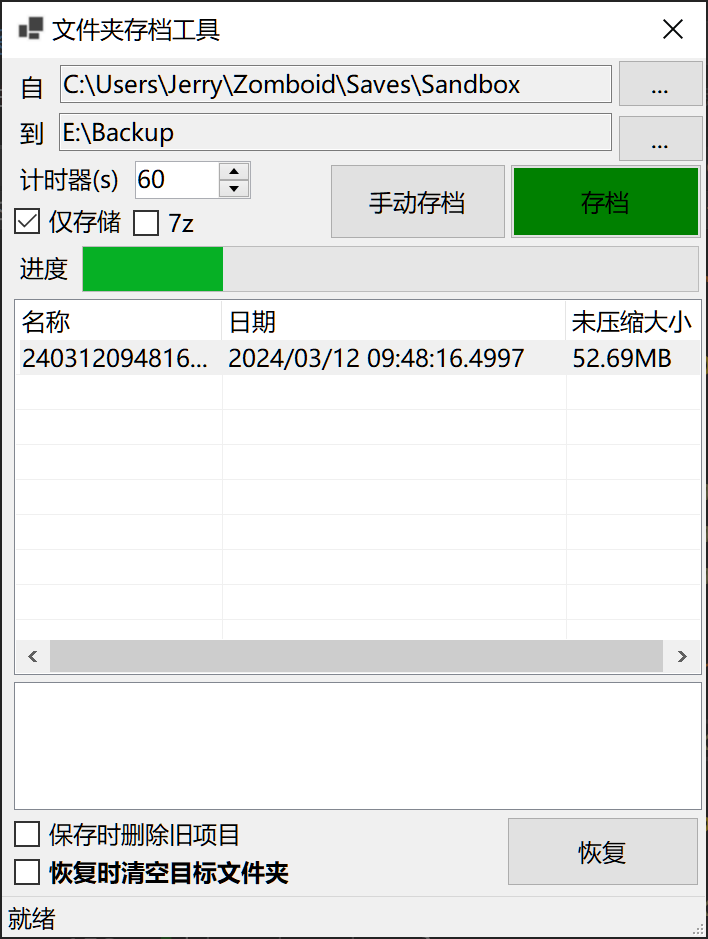 文件夹存档工具
自 C:\Users\Jerry\Zomboid\Saves\Sandbox ...
到 E:\Backup ...
计时器(s) 60
手动存档 存档
仅存储 7z
进度
名称 日期 未压缩大小
240312094816... 2024/03/12 09:48:16.4997 52.69MB
保存时删除旧项目
恢复时清空目标文件夹
恢复
就绪